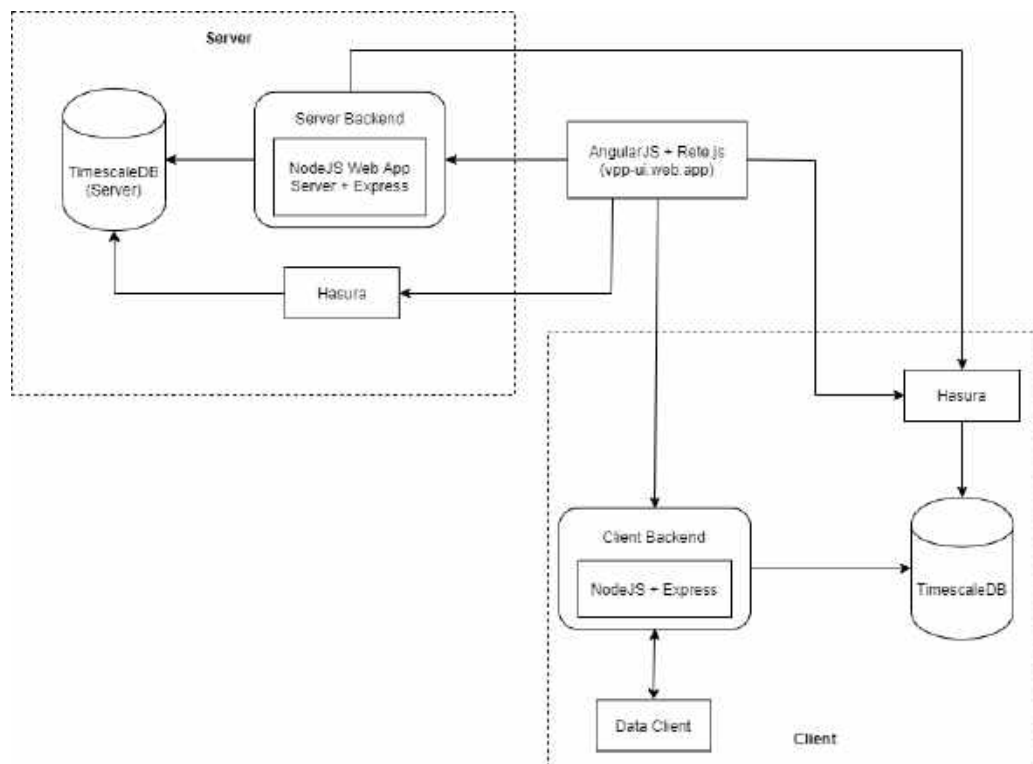 Server
Server Backend
NodeJS Web App
Server + Express
TimescaleDB
(Server)
AngularJS + Rete.js
(vpp-ui.web.app)
Hasura
Hasura
Client Backend
NodeJS + Express
TimescaleDB
Data Client
Client